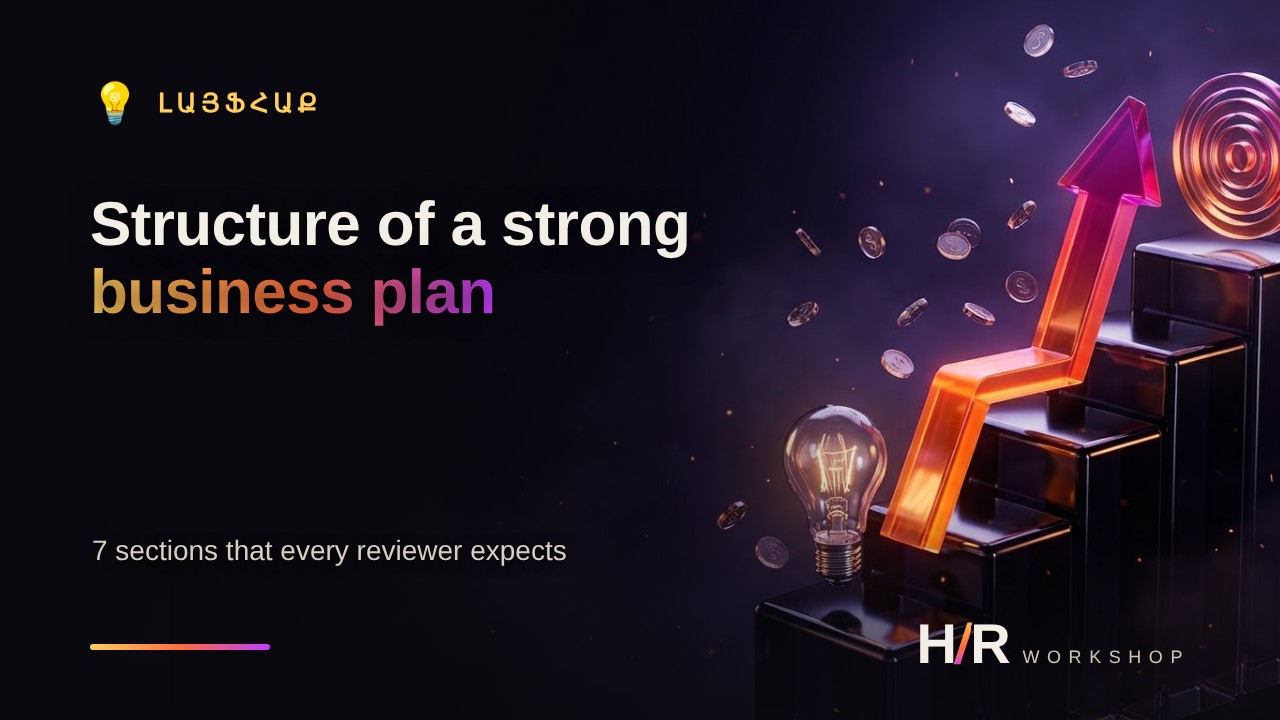 ԼԱՅՖՀԱՔ
Structure of a strong
business plan
7 sections that every reviewer expects
H/R WORKSHOP